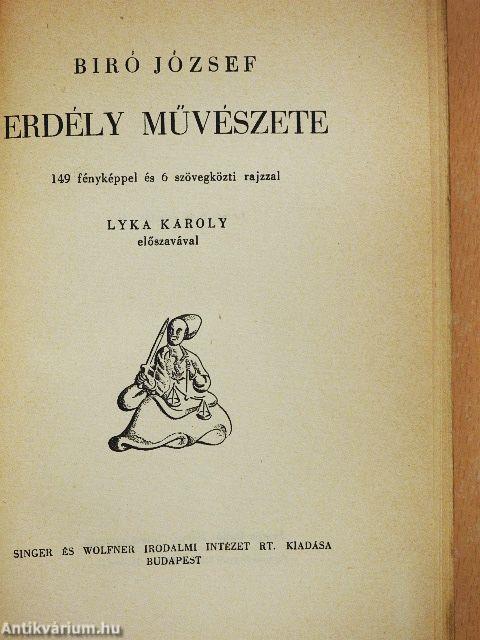 BIRÓ JÓZSEF
ERDÉLY MŰVÉSZETE
149 fényképpel és 6 szövegközti rajzzal
LYKA KÁROLY
előszavával
SINGER ÉS WOLFNER IRODALMI INTÉZET RT. KIADÁSA
BUDAPEST
Antikvárium.hu